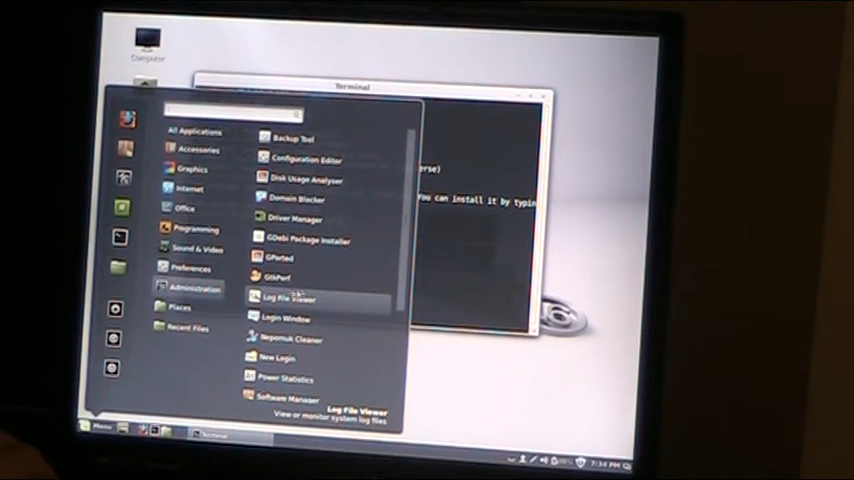 Computer
Terminal
All Applications
Accessories
Graphics
Internet
Office
Programming
Sound & Video
Preferences
Administration
Places
Recent Files
Backup Tool
Configuration Editor
Disk Usage Analyser
Domain Blocker
Driver Manager
GDebi Package Installer
GParted
GtkPerf
Log File Viewer
Login Window
Nepomuk Cleaner
New Login
Power Statistics
Software Manager
Log File Viewer
View or monitor system log files
erse)
You can install it by typin
Menu
Terminal
7:34 PM